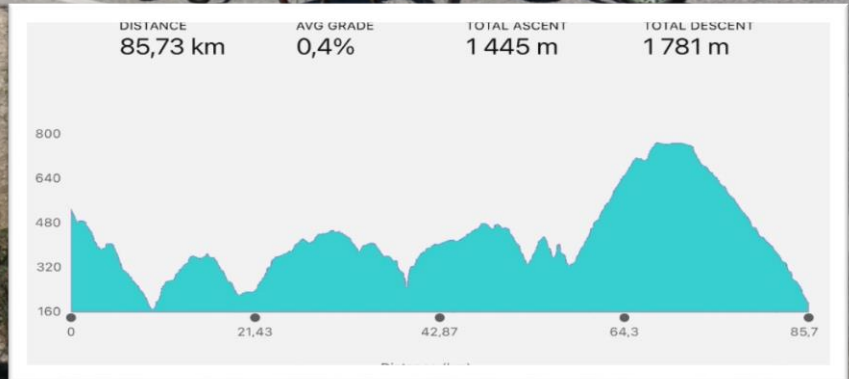 DISTANCE AVG GRADE TOTAL ASCENT TOTAL DESCENT
85,73 km 0,4% 1 445 m 1 781 m
800
640
480
320
160
0 21,43 42,87 64,3 85,7